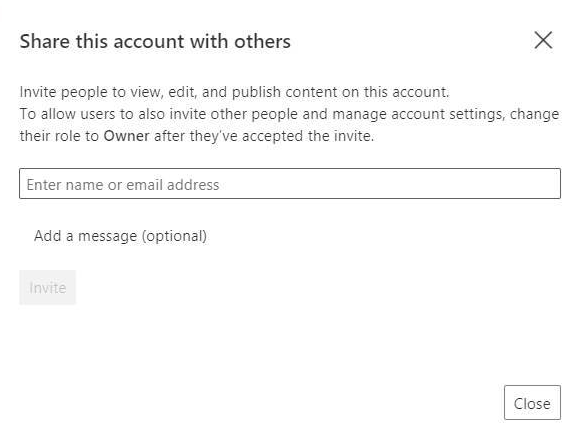 Share this account with others
Invite people to view, edit, and publish content on this account.
To allow users to also invite other people and manage account settings, change
their role to Owner after they've accepted the invite.
Enter name or email address
Add a message (optional)
Invite
Close